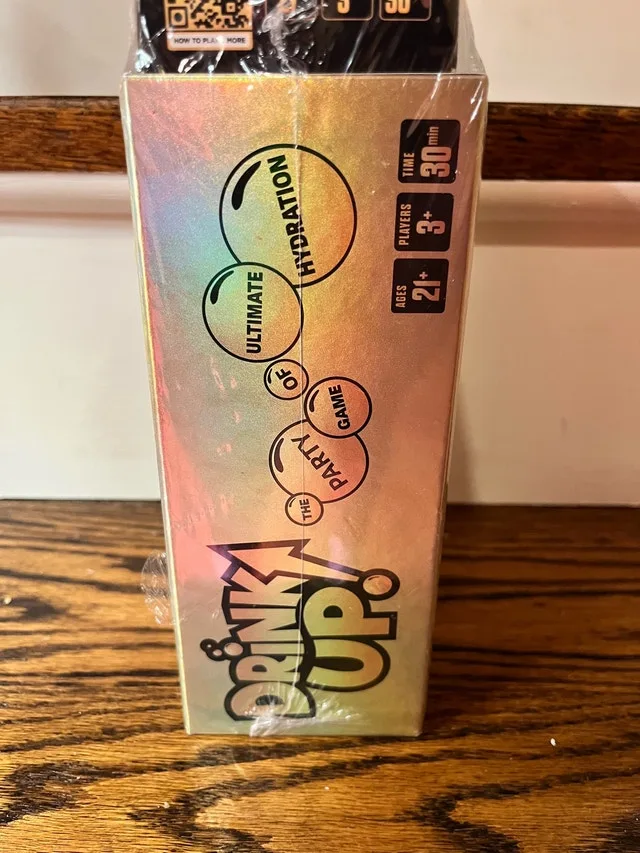 HOW TO PLAY MORE
DRINK
UP!
THE
PARTY
GAME
OF
ULTIMATE
HYDRATION
AGES
21+
PLAYERS
3+
TIME
30min